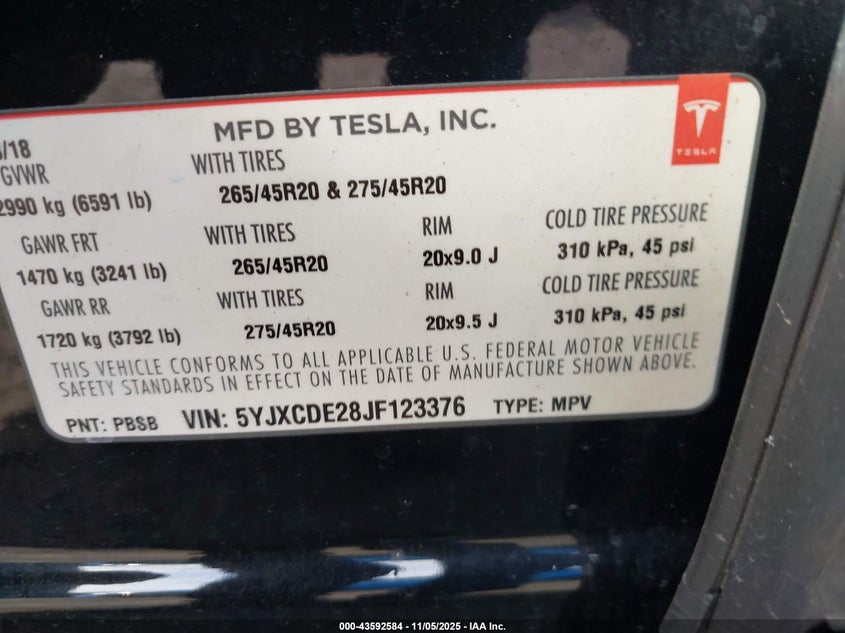 MFD BY TESLA, INC.
TESLA
/18
GVWR WITH TIRES
2990 kg (6591 lb) 265/45R20 & 275/45R20
GAWR FRT WITH TIRES RIM COLD TIRE PRESSURE
1470 kg (3241 lb) 265/45R20 20x9.0 J 310 kPa, 45 psi
GAWR RR WITH TIRES RIM COLD TIRE PRESSURE
1720 kg (3792 lb) 275/45R20 20x9.5 J 310 kPa, 45 psi
THIS VEHICLE CONFORMS TO ALL APPLICABLE U.S. FEDERAL MOTOR VEHICLE
SAFETY STANDARDS IN EFFECT ON THE DATE OF MANUFACTURE SHOWN ABOVE.
PNT: PBSB VIN: 5YJXCDE28JF123376 TYPE: MPV
000-43592584 - 11/05/2025 - IAA Inc.